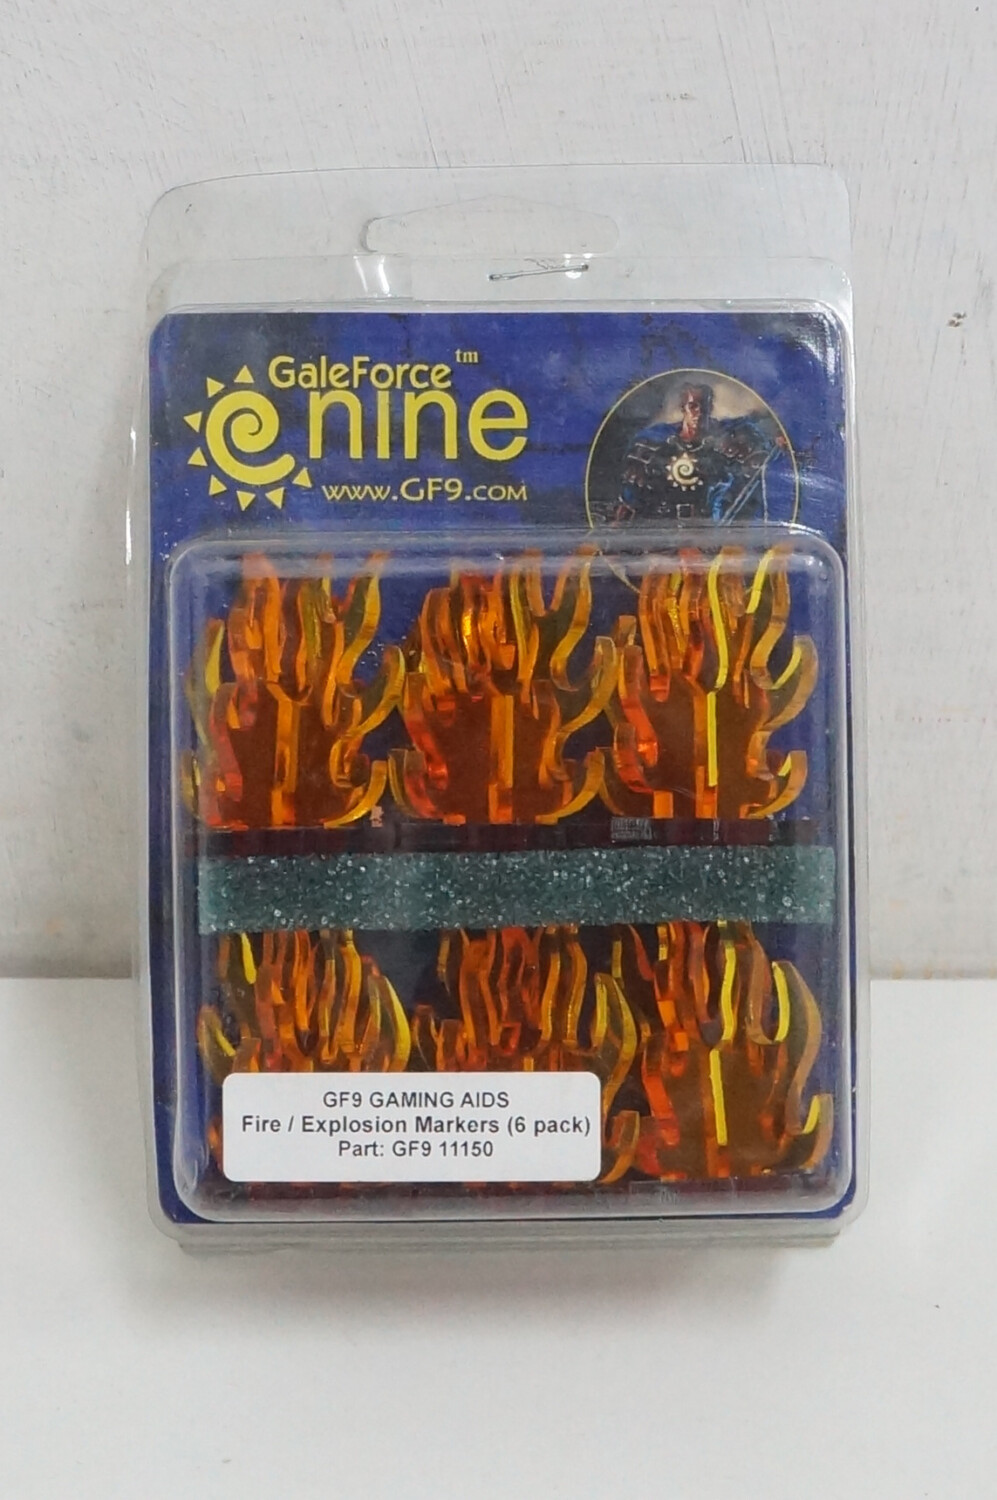 GaleForce™
nine
WWW.GF9.COM
GF9 GAMING AIDS
Fire / Explosion Markers (6 pack)
Part: GF9 11150